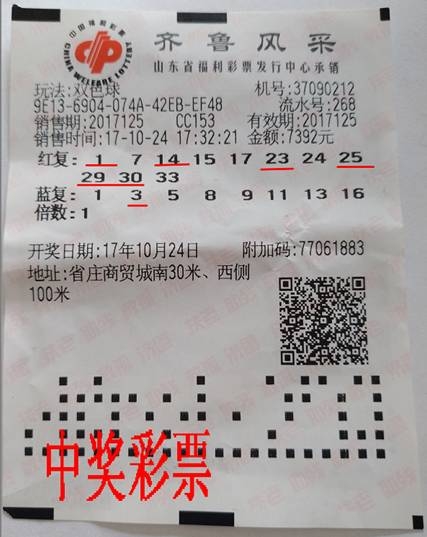 中国福利彩票
CHINA WELFARE LOTTERY
齐鲁风采
山东省福利彩票发行中心承销
玩法:双色球 机号:37090212
9E13-6904-074A-42EB-EF48 流水号:268
销售期:2017125 CC153 有效期:2017125
销售时间:17-10-24 17:32:21 金额:7392元
红复: 1 7 14 15 17 23 24 25
29 30 33
蓝复: 1 3 5 8 9 11 13 16
倍数:1
开奖日期:17年10月24日 附加码:77061883
地址:省庄商贸城南30米、西侧
100米
中奖彩票